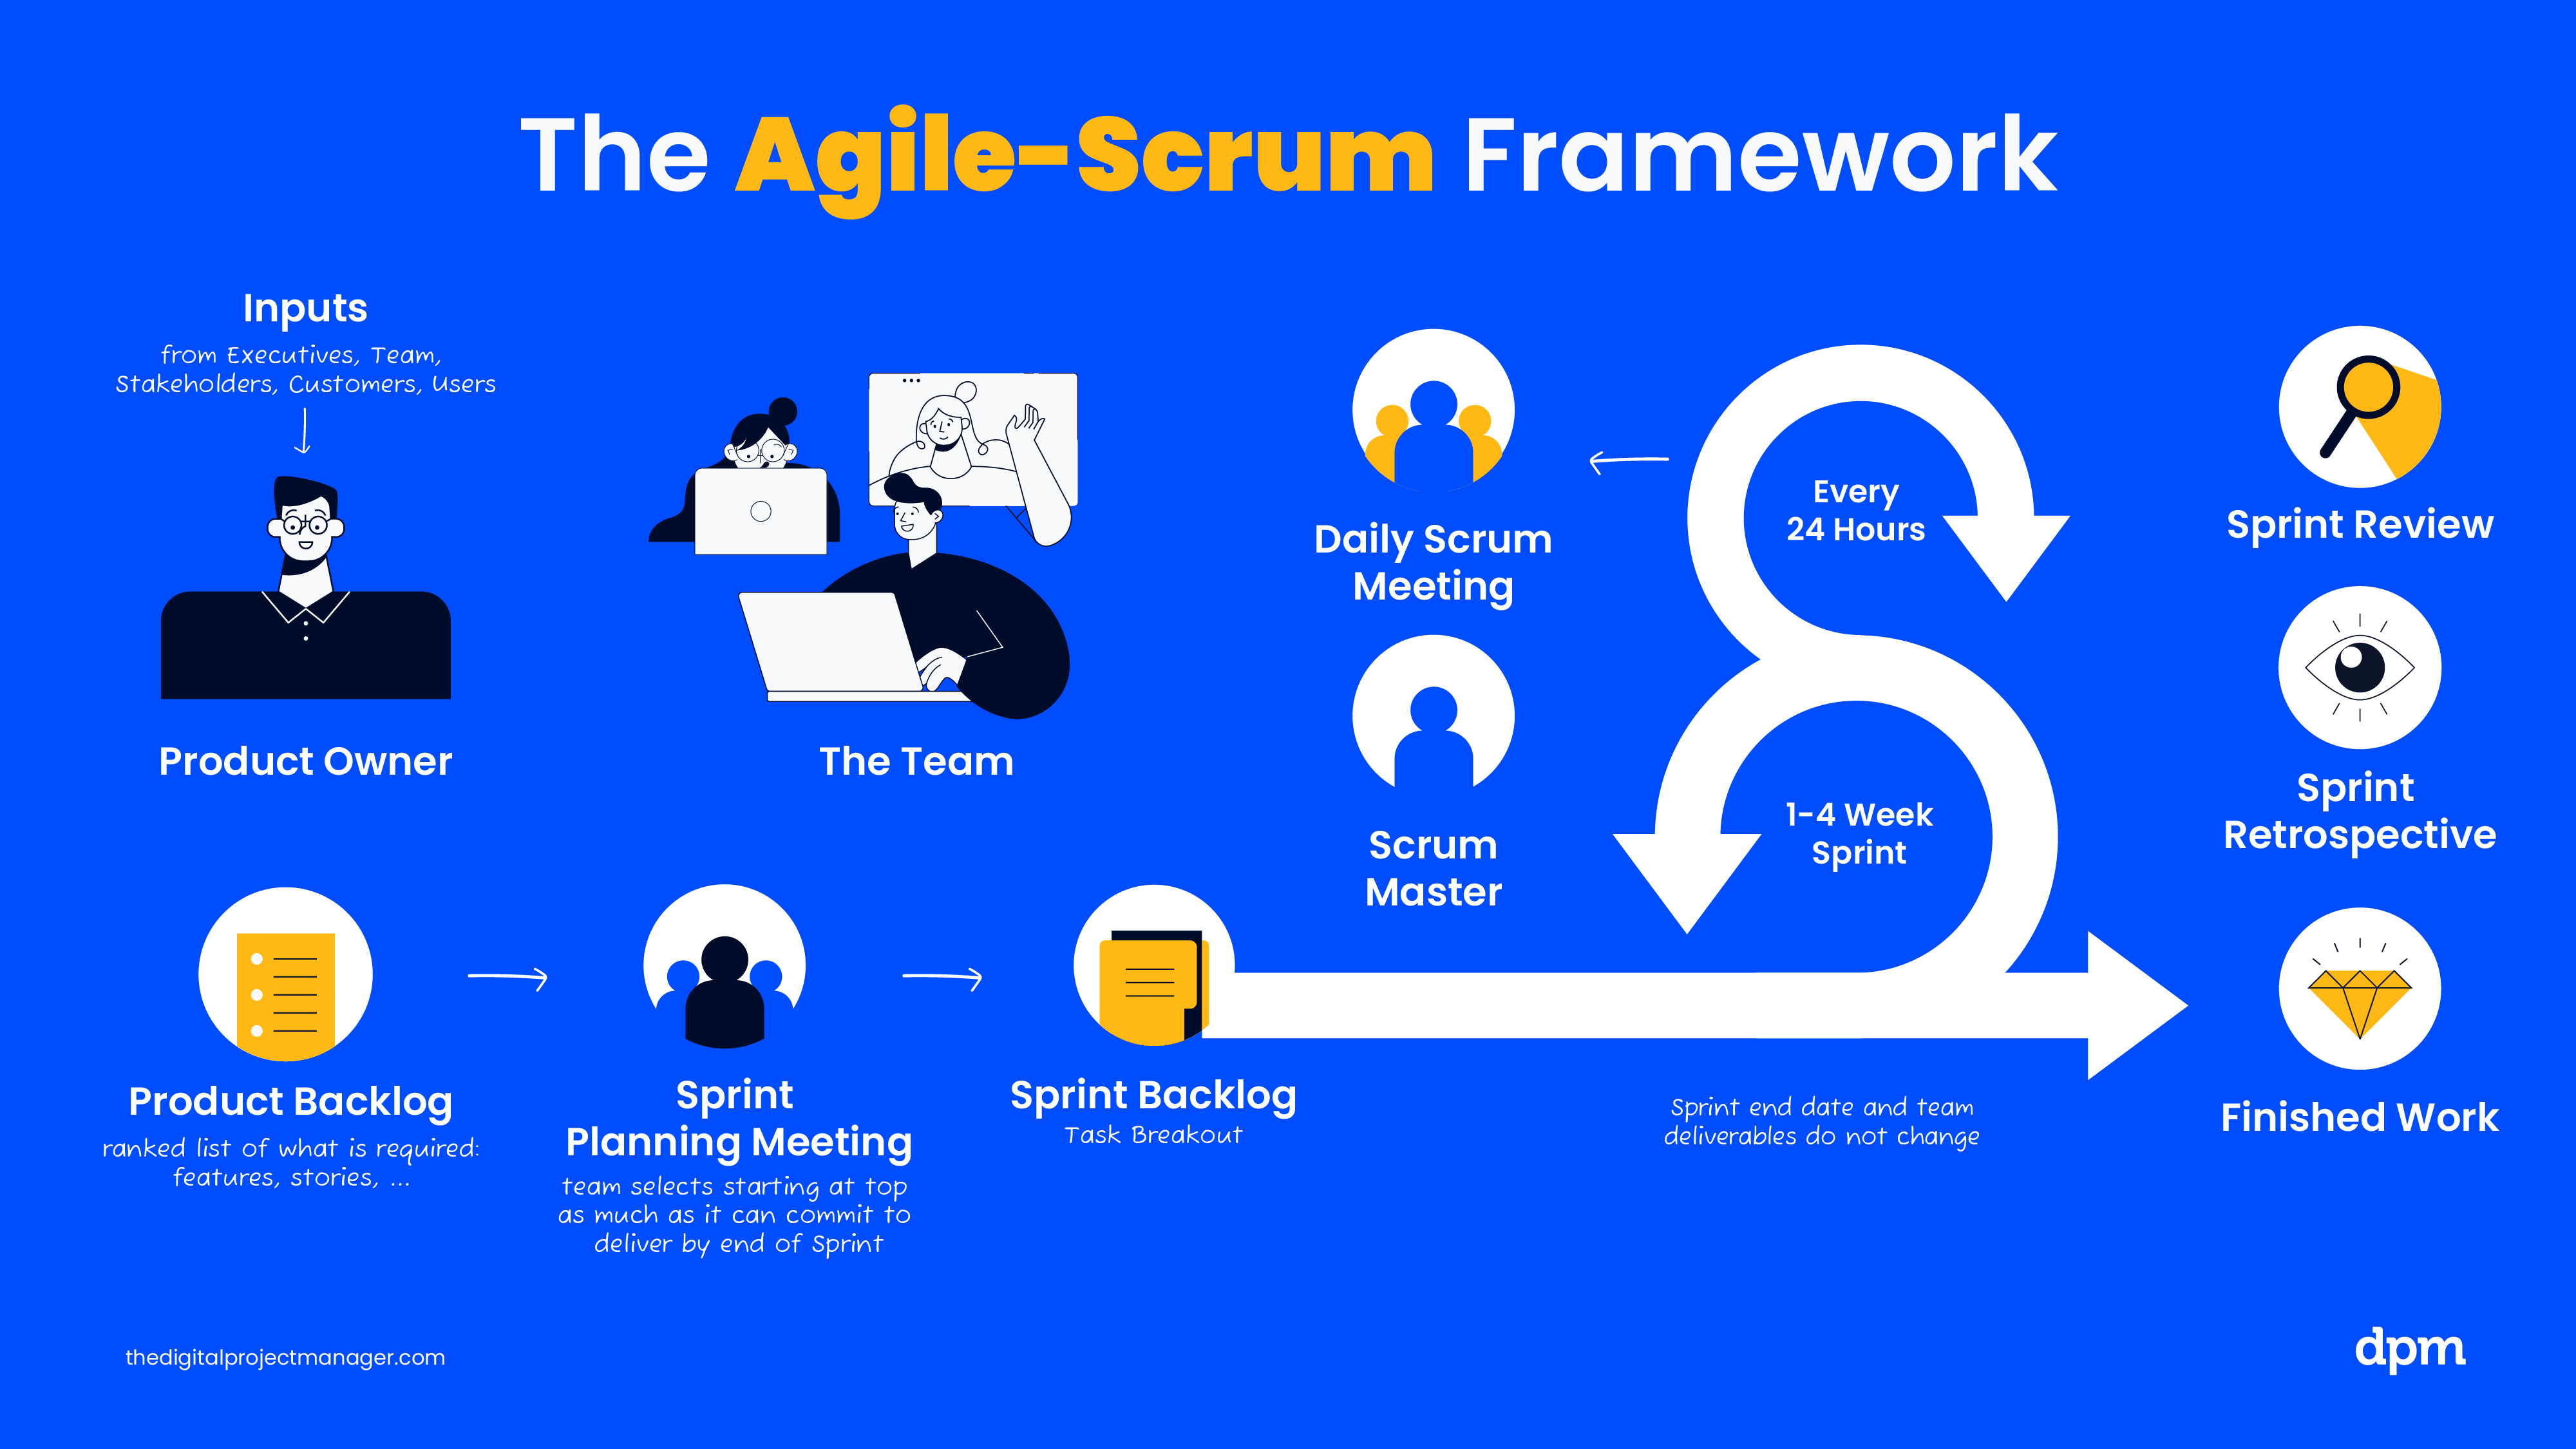 The Agile-Scrum Framework
Inputs
from Executives, Team,
Stakeholders, Customers, Users
Product Owner
The Team
Daily Scrum
Meeting
Scrum
Master
Every
24 Hours
1-4 Week
Sprint
Sprint Review
Sprint
Retrospective
Finished Work
Product Backlog
ranked list of what is required:
features, stories, ...
Sprint
Planning Meeting
team selects starting at top
as much as it can commit to
deliver by end of Sprint
Sprint Backlog
Task Breakout
Sprint end date and team
deliverables do not change
thedigitalprojectmanager.com
dpm